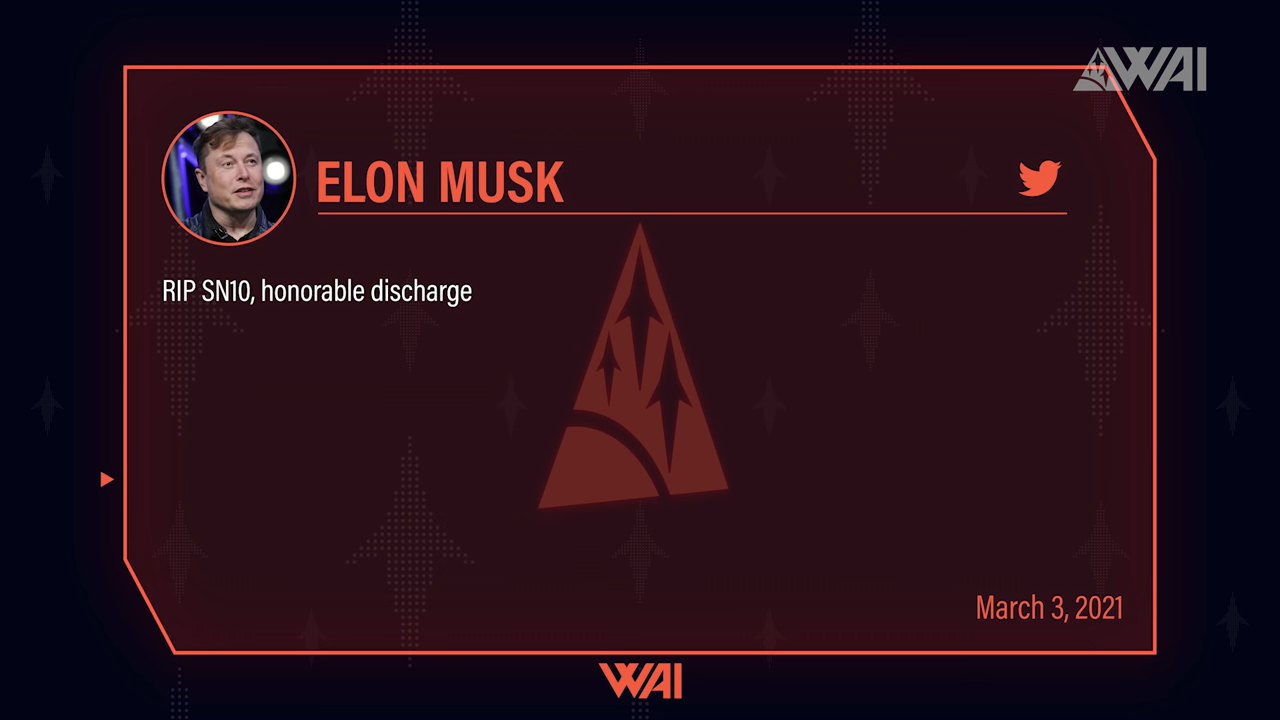 WAI
ELON MUSK
RIP SN10, honorable discharge
March 3, 2021
WAI